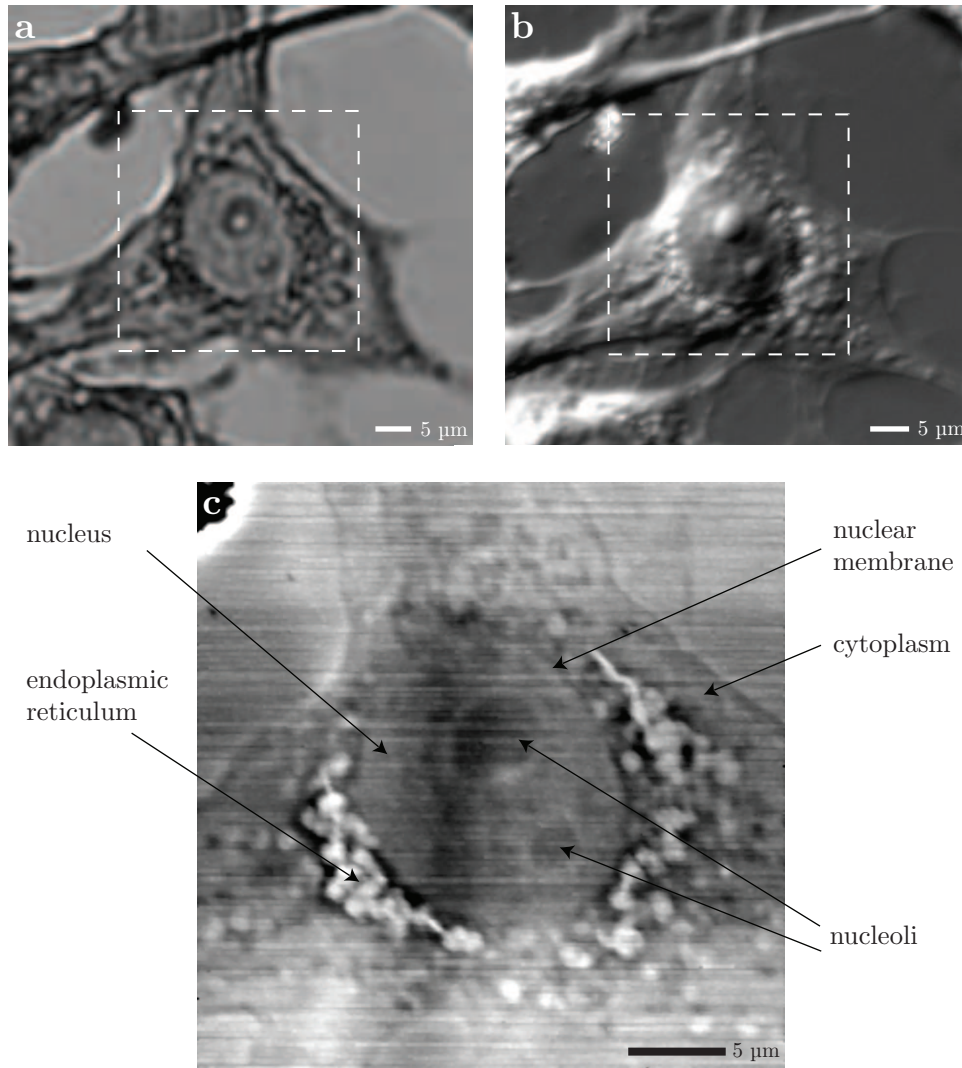 a
b
5 µm
5 µm
c
nucleus
nuclear
membrane
cytoplasm
endoplasmic
reticulum
nucleoli
5 µm